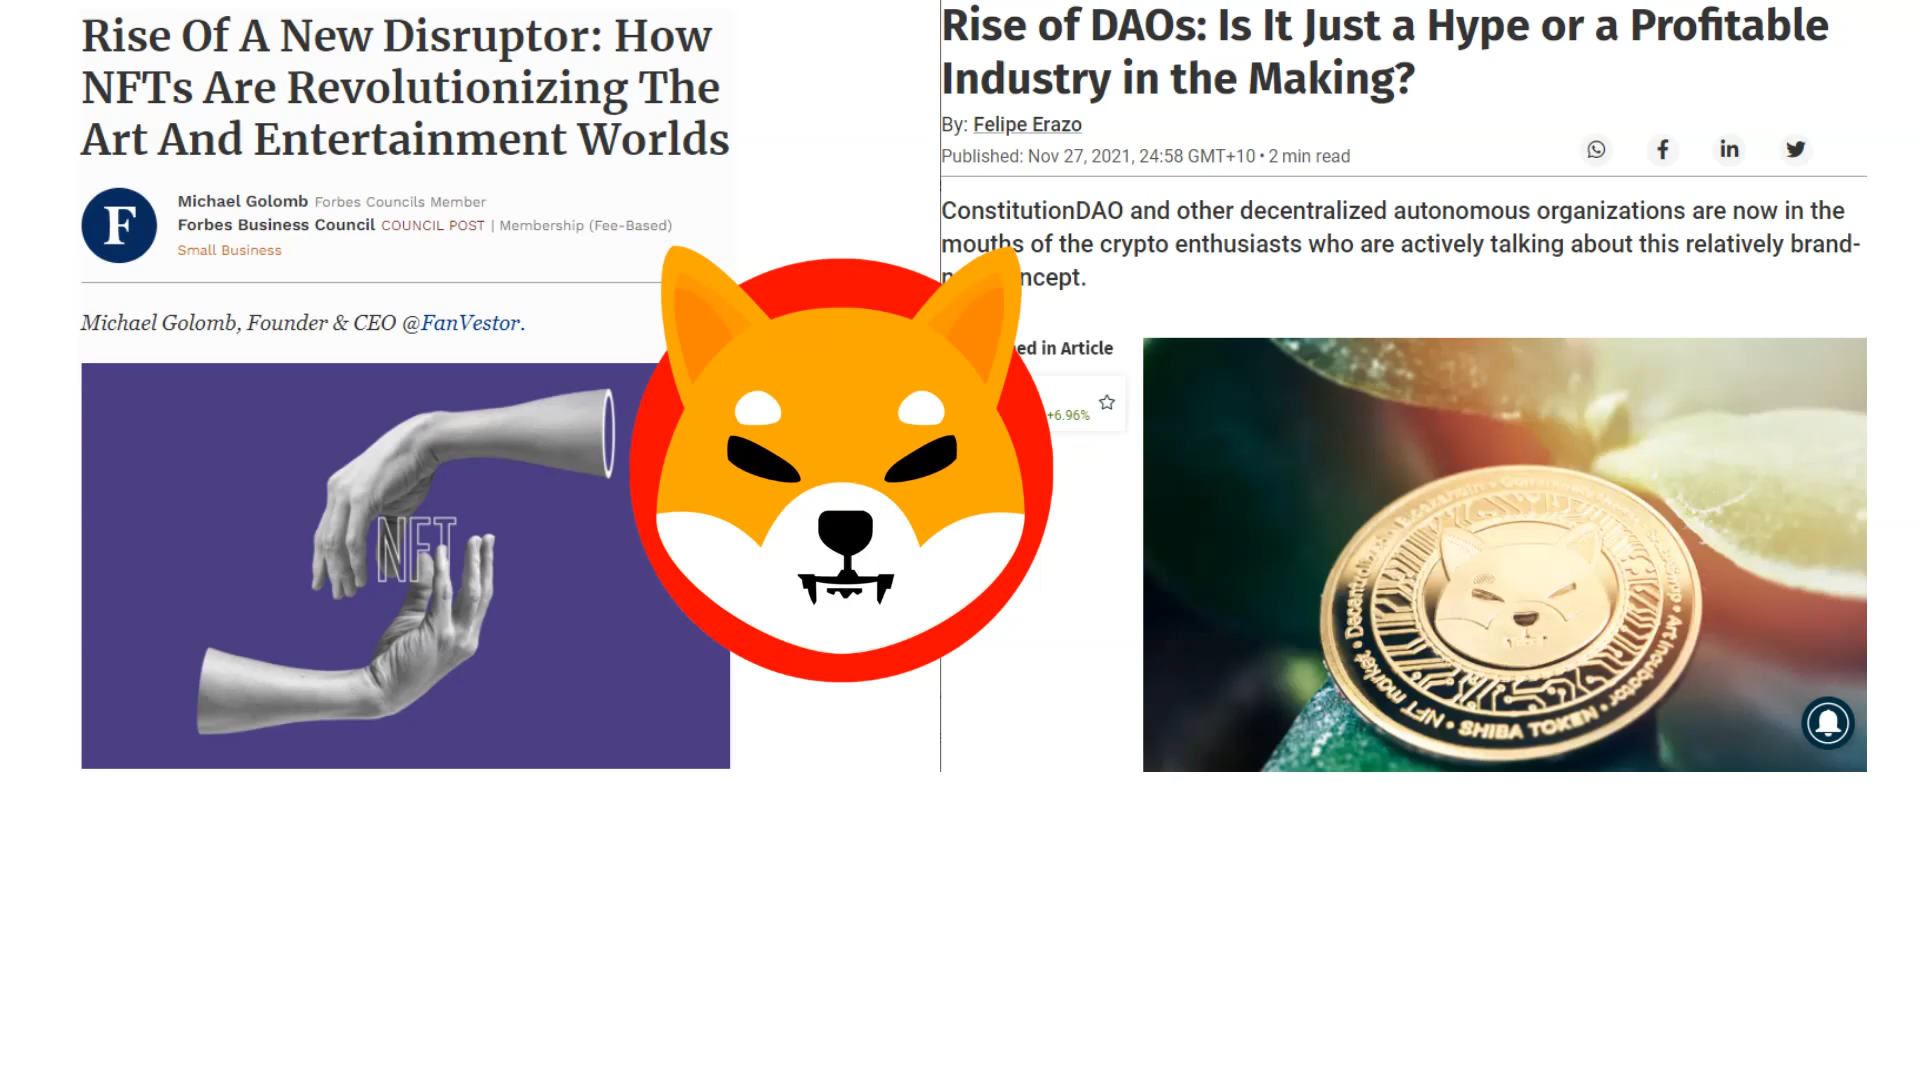 Rise Of A New Disruptor: How
NFTs Are Revolutionizing The
Art And Entertainment Worlds
F
Michael Golomb Forbes Councils Member
Forbes Business Council COUNCIL POST | Membership (Fee-Based)
Small Business
Michael Golomb, Founder & CEO @FanVestor.
NFT
Rise of DAOs: Is It Just a Hype or a Profitable
Industry in the Making?
By: Felipe Erazo
Published: Nov 27, 2021, 24:58 GMT+10 • 2 min read
in
ConstitutionDAO and other decentralized autonomous organizations are now in the
mouths of the crypto enthusiasts who are actively talking about this relatively brand-
in Article
+6.96%
NFT market • SHIBA TOKEN • Art Incubator